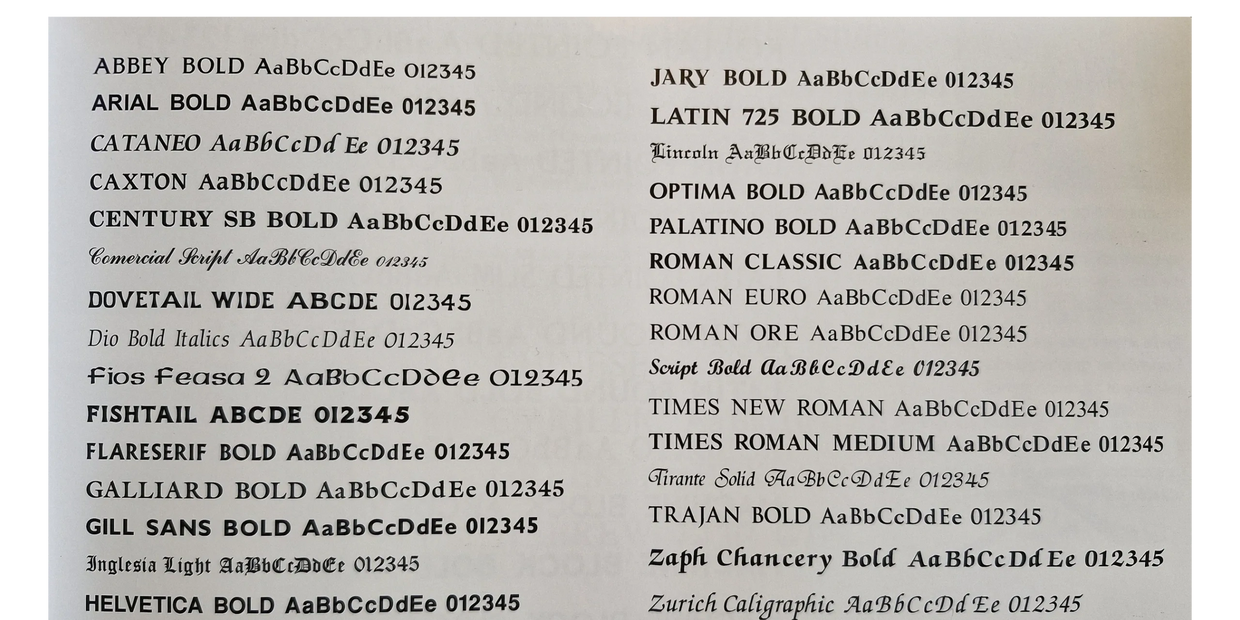 ABBEY BOLD AaBbCcDdEe 012345
ARIAL BOLD AaBbCcDdEe 012345
CATANEO AaBbCcDd Ee 012345
CAXTON AaBbCcDdEe 012345
CENTURY SB BOLD AaBbCcDdEe 012345
Comercial Script AaBbCcDdEe 012345
DOVETAIL WIDE ABCDE 012345
Dio Bold Italics AaBbCcDdEe 012345
Fios Feasa 2 AaBbCcDdEe 012345
FISHTAIL ABCDE 012345
FLARESERIF BOLD AaBbCcDdEe 012345
GALLIARD BOLD AaBbCcDdEe 012345
GILL SANS BOLD AaBbCcDdEe 012345
Inglesia Light AaBbCcDdEe 012345
HELVETICA BOLD AaBbCcDdEe 012345
JARY BOLD AaBbCcDdEe 012345
LATIN 725 BOLD AaBbCcDdEe 012345
Lincoln AaBbCcDdEe 012345
OPTIMA BOLD AaBbCcDdEe 012345
PALATINO BOLD AaBbCcDdEe 012345
ROMAN CLASSIC AaBbCcDdEe 012345
ROMAN EURO AaBbCcDdEe 012345
ROMAN ORE AaBbCcDdEe 012345
Script Bold AaBbCcDdEe 012345
TIMES NEW ROMAN AaBbCcDdEe 012345
TIMES ROMAN MEDIUM AaBbCcDdEe 012345
Tirante Solid AaBbCcDdEe 012345
TRAJAN BOLD AaBbCcDdEe 012345
Zaph Chancery Bold AaBbCcDdEe 012345
Zurich Caligraphic AaBbCcDdEe 012345